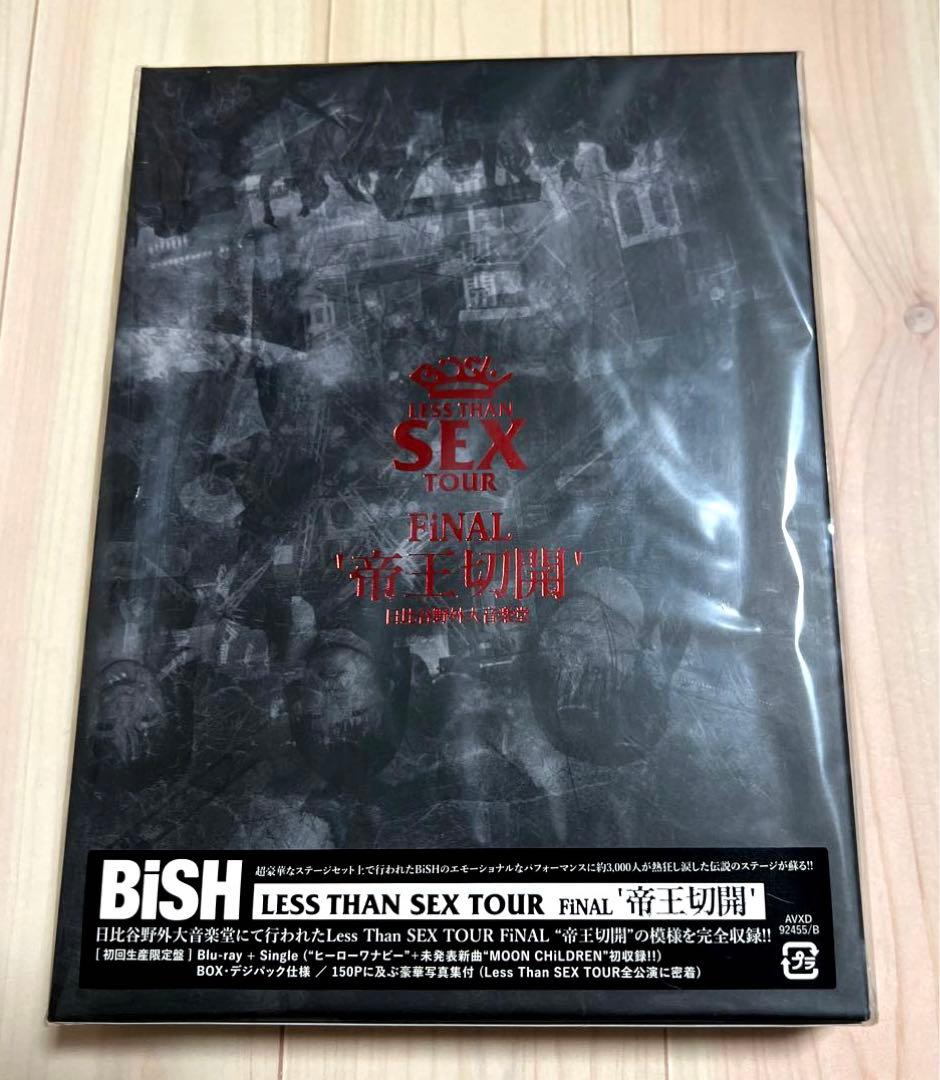 BiSH
LESS THAN
SEX
TOUR
FiNAL
'帝王切開'
日比谷野外大音楽堂
BiSH
超豪華なステージセット上で行われたBiSHのエモーショナルなパフォーマンスに約3,000人が熱狂し涙した伝説のステージが蘇る!!
LESS THAN SEX TOUR FiNAL '帝王切開'
日比谷野外大音楽堂にて行われたLess Than SEX TOUR FiNAL “帝王切開”の模様を完全収録!!
[初回生産限定盤] Blu-ray + Single (“ヒーローワナビー”+未発表新曲“MOON CHiLDREN”初収録!!)
BOX・デジパック仕様 / 150Pに及ぶ豪華写真集付 (Less Than SEX TOUR全公演に密着)
AVXD
92455/B
プラ